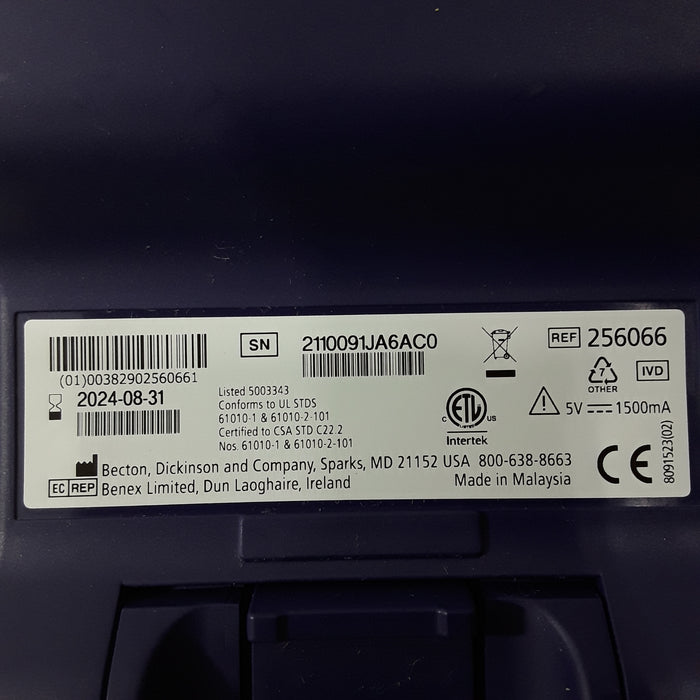 SN
2110091JA6AC0
REF 256066
(01)00382902560661
2024-08-31
Listed 5003343
Conforms to UL STDS
61010-1 & 61010-2-101
Certified to CSA STD C22.2
Nos. 61010-1 & 61010-2-101
C ETL US
Intertek
7
OTHER
IVD
5V 1500mA
Becton, Dickinson and Company, Sparks, MD 21152 USA 800-638-8663
EC REP Benex Limited, Dun Laoghaire, Ireland
Made in Malaysia
CE
8091523(02)